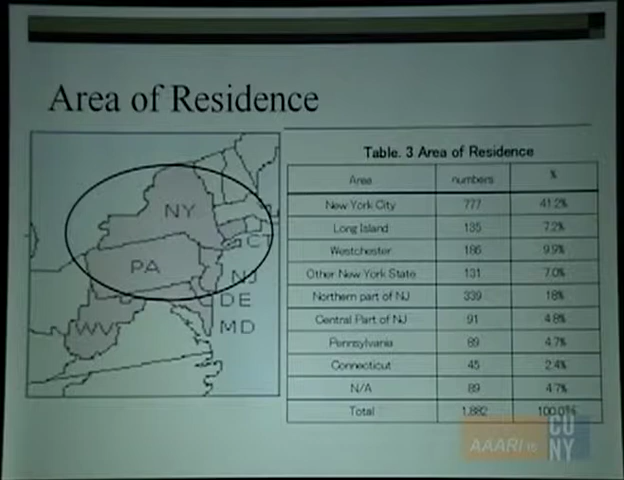 Area of Residence
NY
CT
PA
NJ
DE
WV
MD
Table. 3 Area of Residence
Area numbers %
New York City 777 41.2%
Long Island 135 7.2%
Westchester 186 9.9%
Other New York State 131 7.0%
Northern part of NJ 339 18%
Central Part of NJ 91 4.8%
Pennsylvania 89 4.7%
Connecticut 45 2.4%
N/A 89 4.7%
Total 1,882 100.0%
AAARI
CU
NY